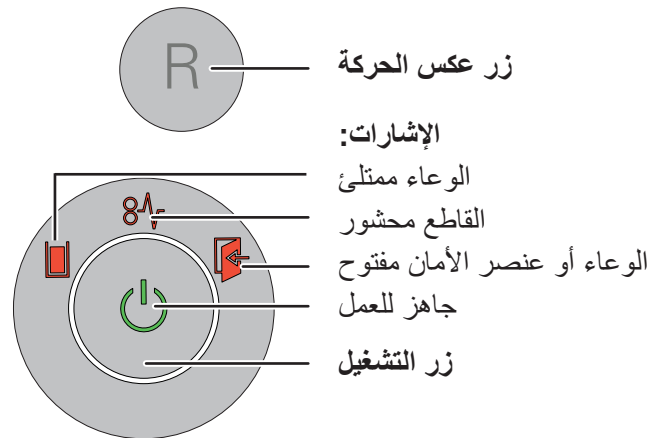 R
زر عكس الحركة
الإشارات:
الوعاء ممتلئ
القاطع محشور
الوعاء أو عنصر الأمان مفتوح
جاهز للعمل
زر التشغيل